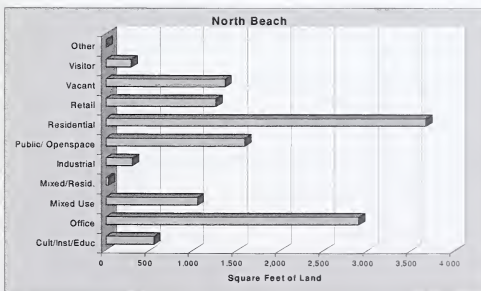 North Beach
Other
Visitor
Vacant
Retail
Residential
Public/ Openspace
Industrial
Mixed/Resid.
Mixed Use
Office
Cult/Inst/Educ
0 500 1,000 1,500 2,000 2,500 3,000 3,500 4,000
Square Feet of Land